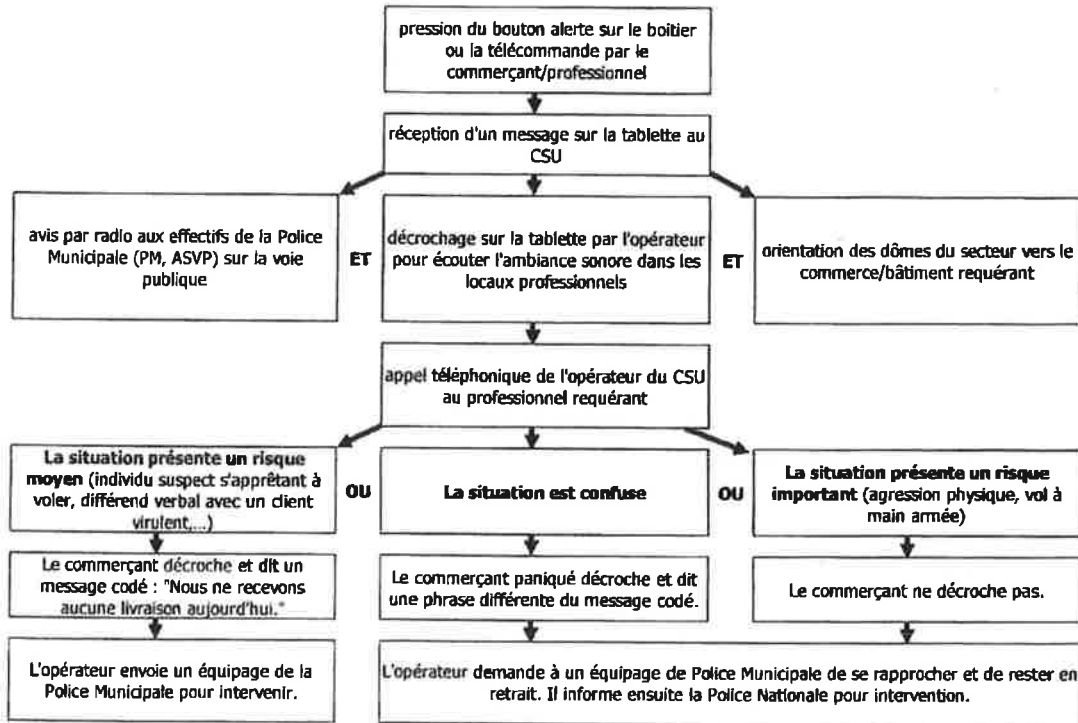 pression du bouton alerte sur le boitier
ou la télécommande par le
commerçant/professionnel
réception d'un message sur la tablette au
CSU
avis par radio aux effectifs de la Police
Municipale (PM, ASVP) sur la voie
publique
ET
décrochage sur la tablette par l'opérateur
pour écouter l'ambiance sonore dans les
locaux professionnels
ET
orientation des dômes du secteur vers le
commerce/bâtiment requérant
appel téléphonique de l'opérateur du CSU
au professionnel requérant
La situation présente un risque
moyen (individu suspect s'apprêtant à
voler, différend verbal avec un client
virulent,...)
OU
La situation est confuse
OU
La situation présente un risque
important (agression physique, vol à
main armée)
Le commerçant décroche et dit un
message codé : "Nous ne recevons
aucune livraison aujourd'hui."
Le commerçant paniqué décroche et dit
une phrase différente du message codé.
Le commerçant ne décroche pas.
L'opérateur envoie un équipage de la
Police Municipale pour intervenir.
L'opérateur demande à un équipage de Police Municipale de se rapprocher et de rester en
retrait. Il informe ensuite la Police Nationale pour intervention.